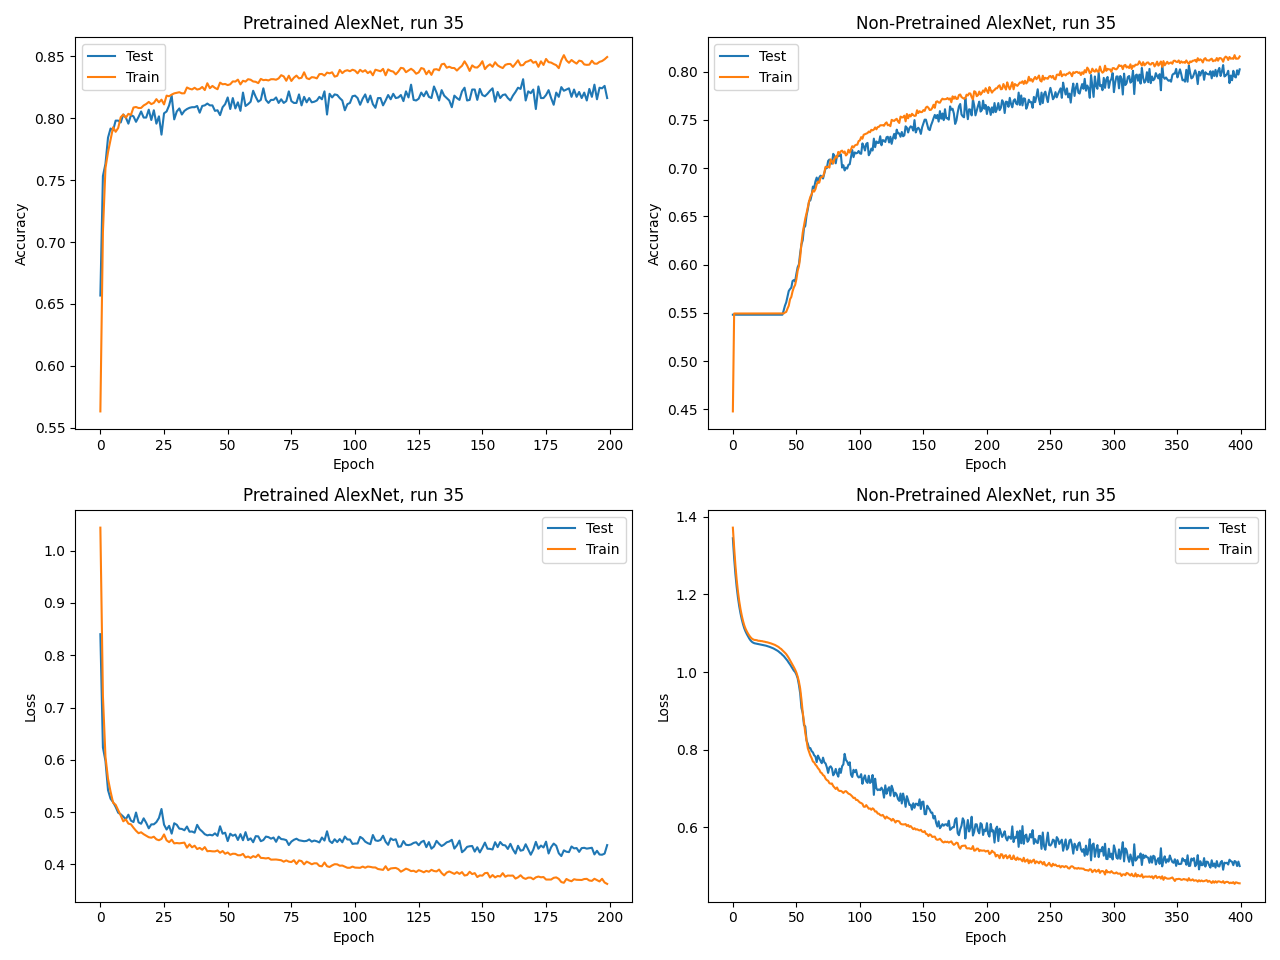 Pretrained AlexNet, run 35
Test
Train
0.85
0.80
0.75
0.70
0.65
0.60
0.55
Accuracy
0 25 50 75 100 125 150 175 200
Epoch
Non-Pretrained AlexNet, run 35
Test
Train
0.80
0.75
0.70
0.65
0.60
0.55
0.50
0.45
Accuracy
0 50 100 150 200 250 300 350 400
Epoch
Pretrained AlexNet, run 35
Test
Train
1.0
0.9
0.8
0.7
0.6
0.5
0.4
Loss
0 25 50 75 100 125 150 175 200
Epoch
Non-Pretrained AlexNet, run 35
Test
Train
1.4
1.2
1.0
0.8
0.6
Loss
0 50 100 150 200 250 300 350 400
Epoch